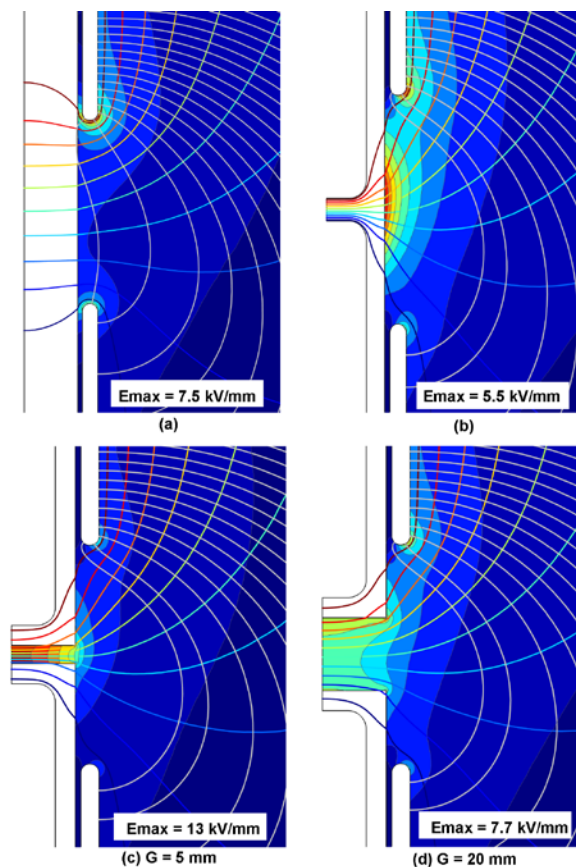 Emax = 7.5 kV/mm
(a)
Emax = 5.5 kV/mm
(b)
Emax = 13 kV/mm
(c) G = 5 mm
Emax = 7.7 kV/mm
(d) G = 20 mm